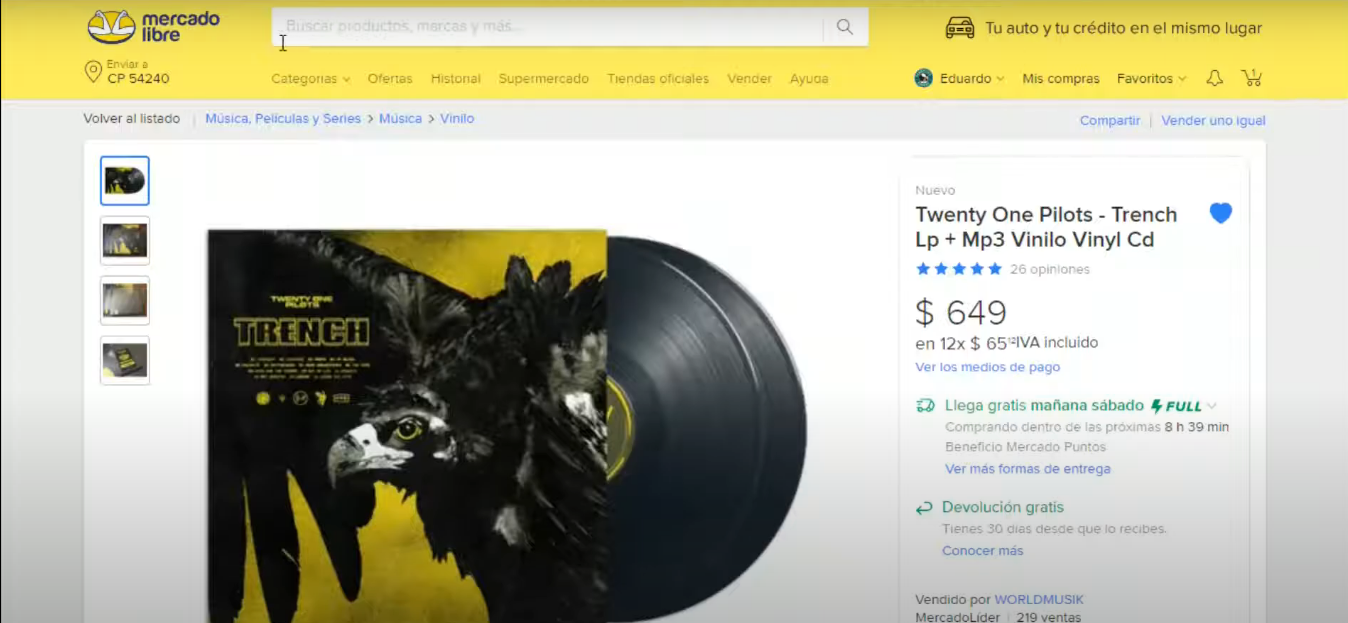 mercado
libre
Buscar productos, marcas y más...
Tu auto y tu crédito en el mismo lugar
Enviar a
CP 54240
Categorías
Ofertas
Historial
Supermercado
Tiendas oficiales
Vender
Ayuda
Eduardo
Mis compras
Favoritos
1
Volver al listado
Música, Películas y Series > Música > Vinilo
Compartir
Vender uno igual
Nuevo
Twenty One Pilots - Trench
Lp + Mp3 Vinilo Vinyl Cd
26 opiniones
$ 649
en 12x $ 65¹² IVA incluido
Ver los medios de pago
Llega gratis mañana sábado FULL
Comprando dentro de las próximas 8 h 39 min
Beneficio Mercado Puntos
Ver más formas de entrega
Devolución gratis
Tienes 30 días desde que lo recibes.
Conocer más
Vendido por WORLDMUSIK
MercadoLíder | 219 ventas
TWENTY ONE
PILOTS
TRENCH